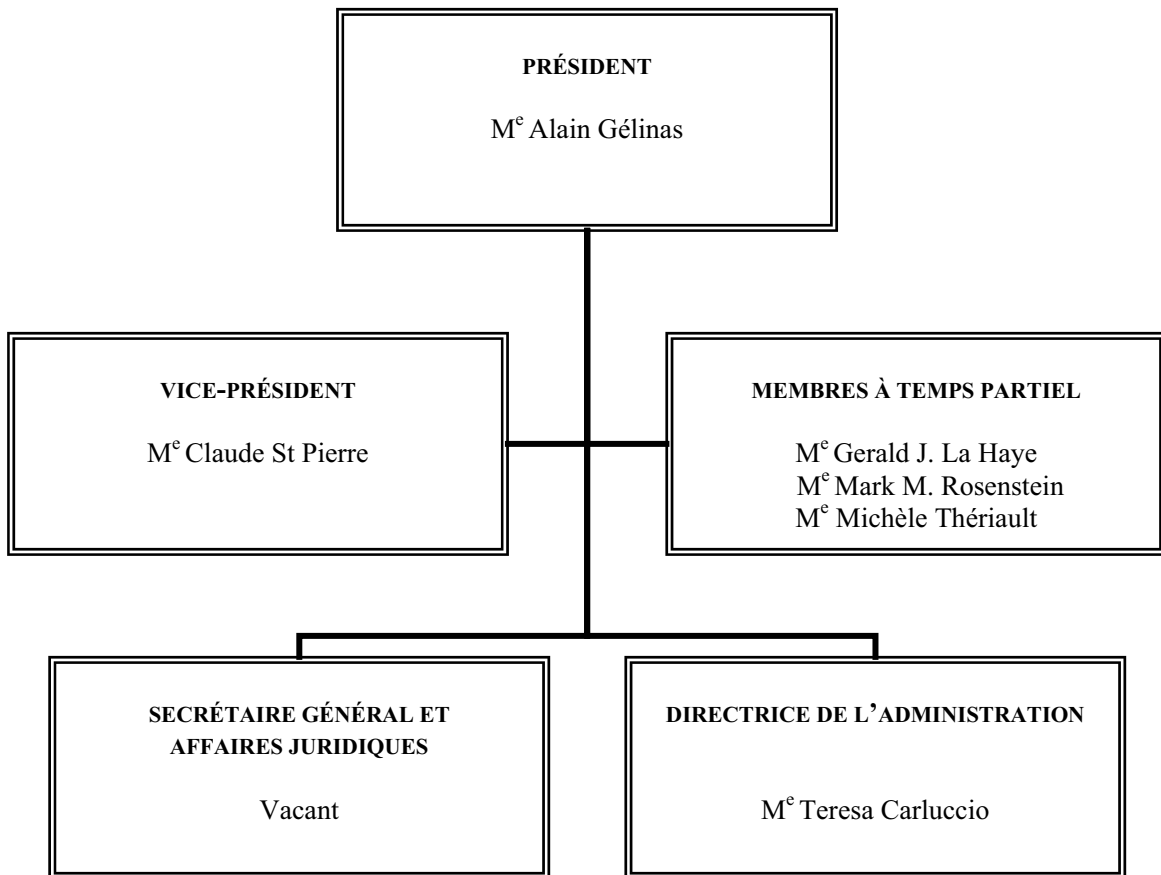 PRÉSIDENT
Me Alain Gélinas
VICE-PRÉSIDENT
Me Claude St Pierre
MEMBRES À TEMPS PARTIEL
Me Gerald J. La Haye
Me Mark M. Rosenstein
Me Michèle Thériault
SECRÉTAIRE GÉNÉRAL ET
AFFAIRES JURIDIQUES
Vacant
DIRECTRICE DE L’ADMINISTRATION
Me Teresa Carluccio